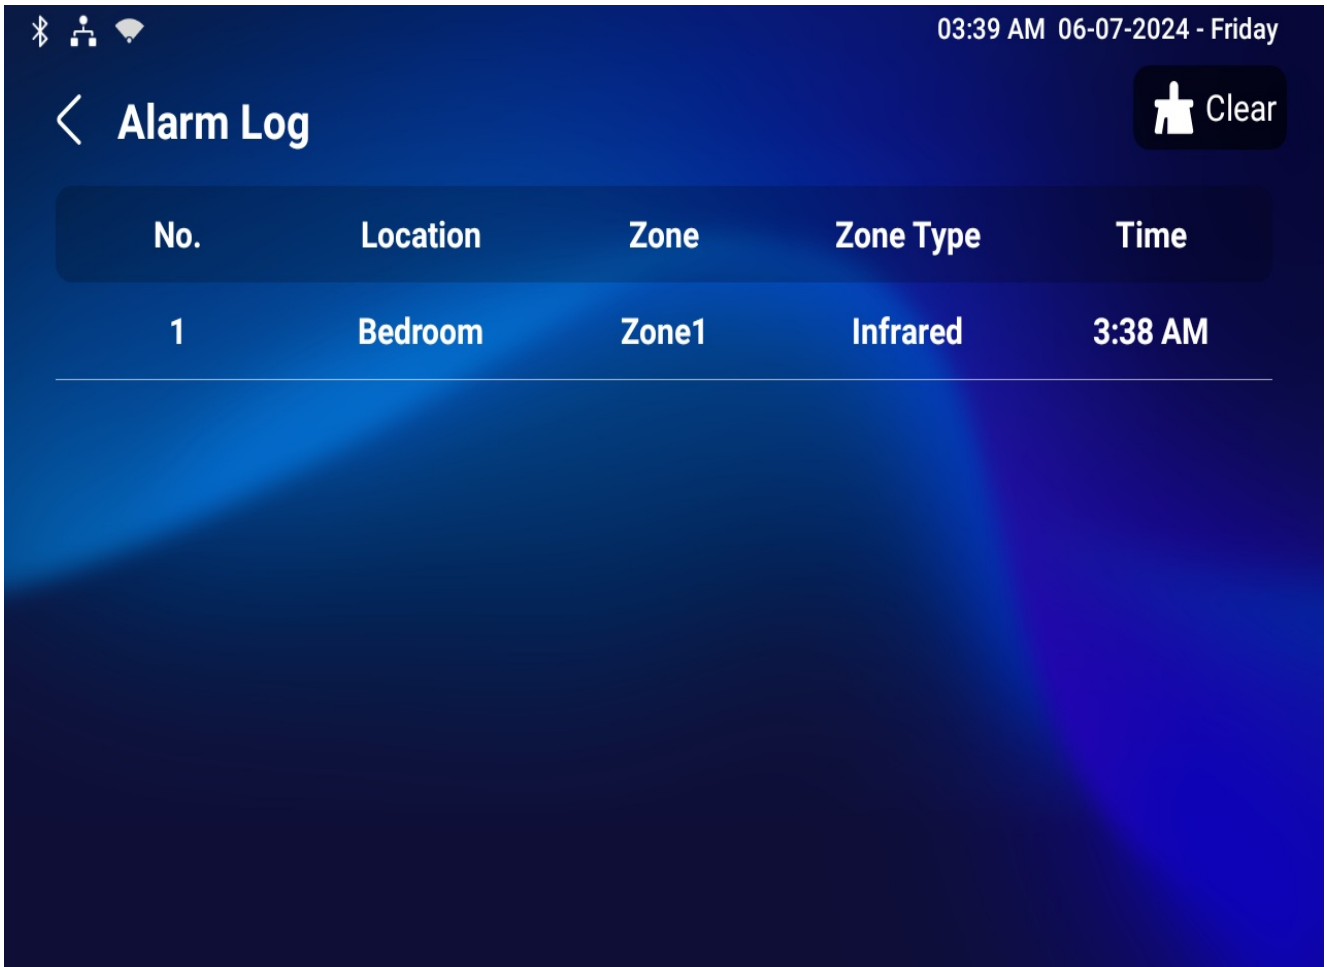 03:39 AM 06-07-2024 - Friday
Alarm Log
Clear
No. Location Zone Zone Type Time
1 Bedroom Zone1 Infrared 3:38 AM